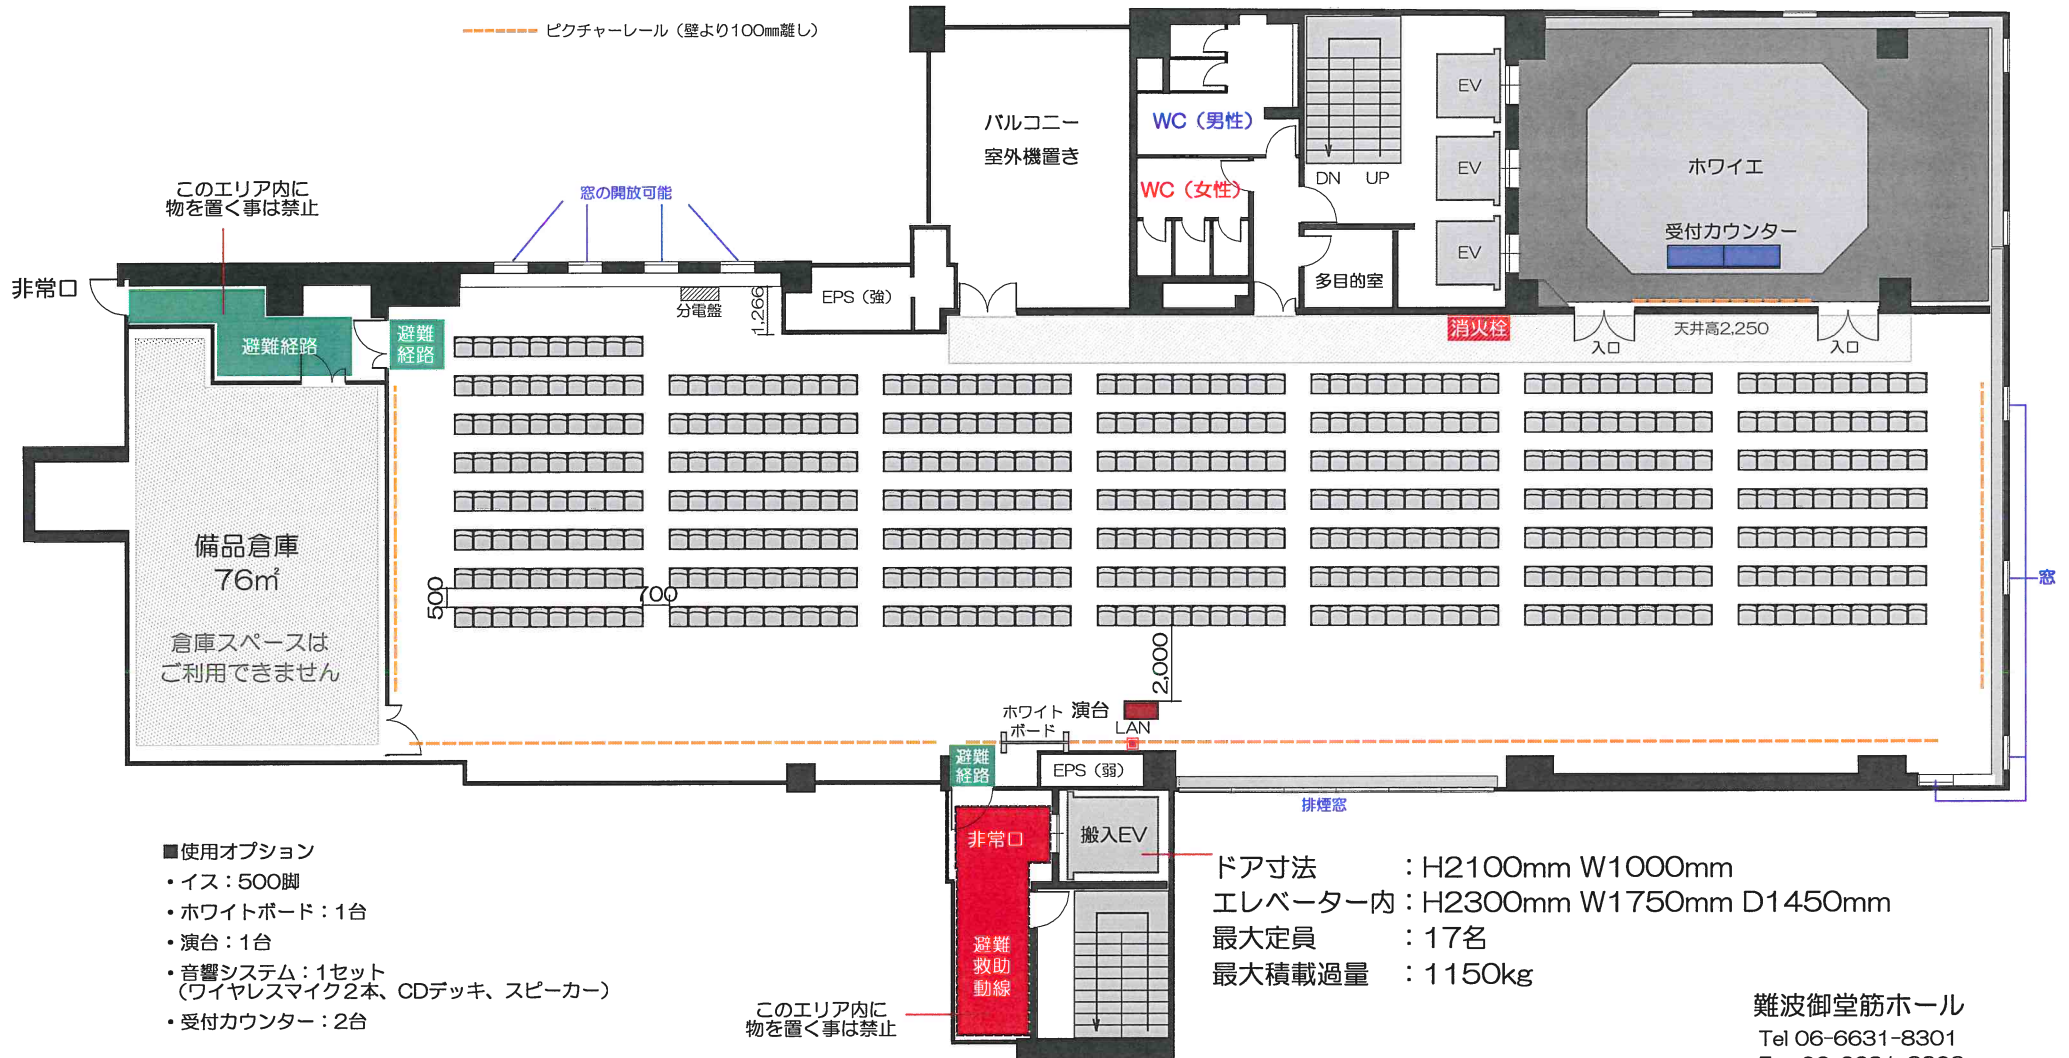 ピクチャーレール（壁より100mm離し）
バルコニー
室外機置き
WC（男性）
WC（女性）
DN
UP
EV
EV
EV
ホワイエ
受付カウンター
多目的室
このエリア内に
物を置く事は禁止
窓の開放可能
非常口
避難経路
避難
経路
分電盤
1.266
EPS（強）
消火栓
入口
天井高2,250
入口
備品倉庫
76㎡
倉庫スペースは
ご利用できません
500
700
2,000
窓
ホワイト
ボード
演台
LAN
避難
経路
EPS（弱）
排煙窓
非常口
搬入EV
避難
救助
動線
このエリア内に
物を置く事は禁止
■使用オプション
・イス：500脚
・ホワイトボード：1台
・演台：1台
・音響システム：1セット
（ワイヤレスマイク2本、CDデッキ、スピーカー）
・受付カウンター：2台
ドア寸法　　　：H2100mm W1000mm
エレベーター内：H2300mm W1750mm D1450mm
最大定員　　　：17名
最大積載過量　：1150kg
難波御堂筋ホール
Tel 06-6631-8301